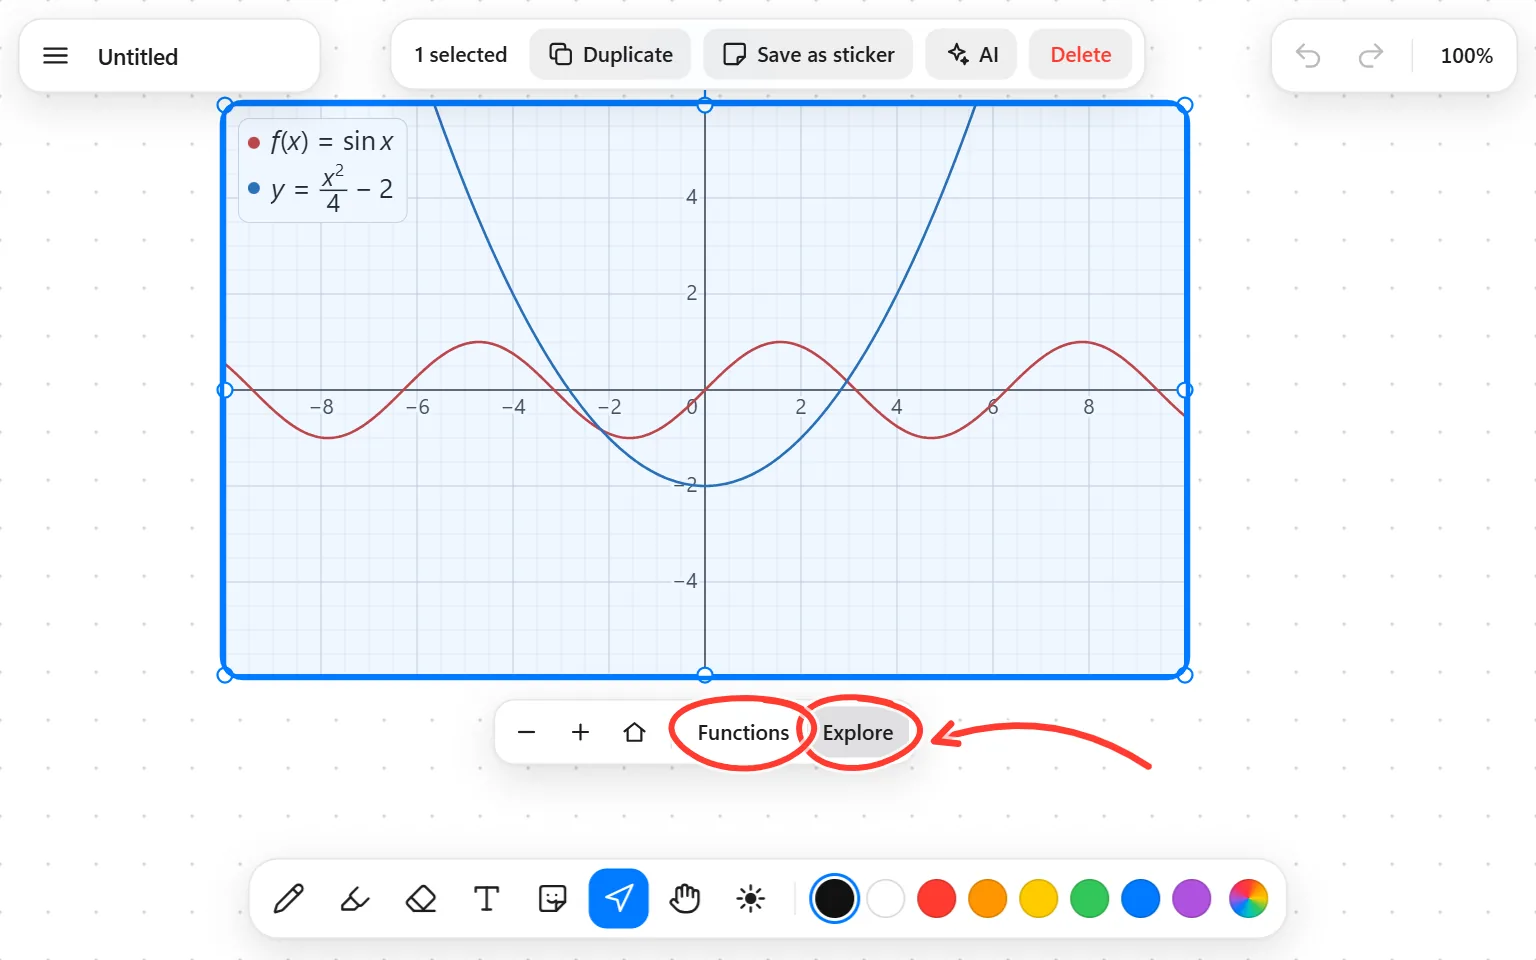 Untitled
1 selected
Duplicate
Save as sticker
AI
Delete
100%
f(x) = sin x
y = x²/4 − 2
4
2
−8 −6 −4 −2 0 2 4 6 8
−2
−4
− + Functions Explore
T